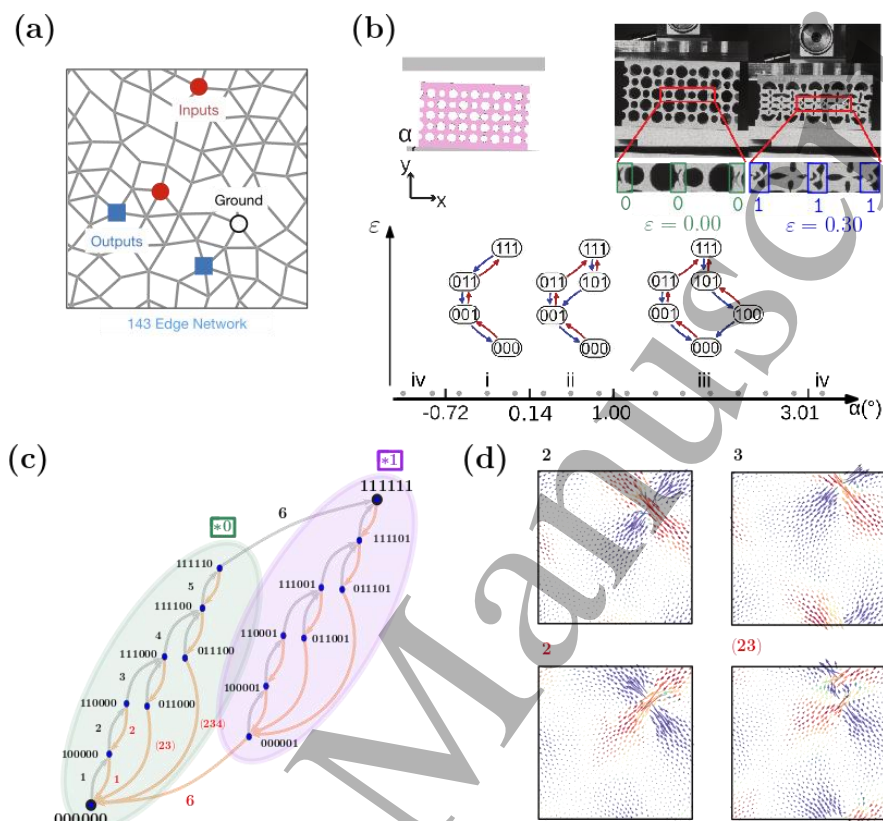 (a)
Inputs
Ground
Outputs
143 Edge Network
(b)
α
y
x
0 0 0
1 1 1
ε = 0.00
ε = 0.30
ε
111
011
001
000
111
011 101
001
000
111
011 101
001 100
000
iv i ii iii iv
-0.72 0.14 1.00 3.01 α(°)
(c)
*1
111111
*0
6
111101
111110
5
111100
111001
011101
4
111000
011100
110001
011001
3
110000
011000
(234)
100001
2
2
(23)
100000
000001
1
1
6
000000
(d)
2
3
2
(23)
Manuscri